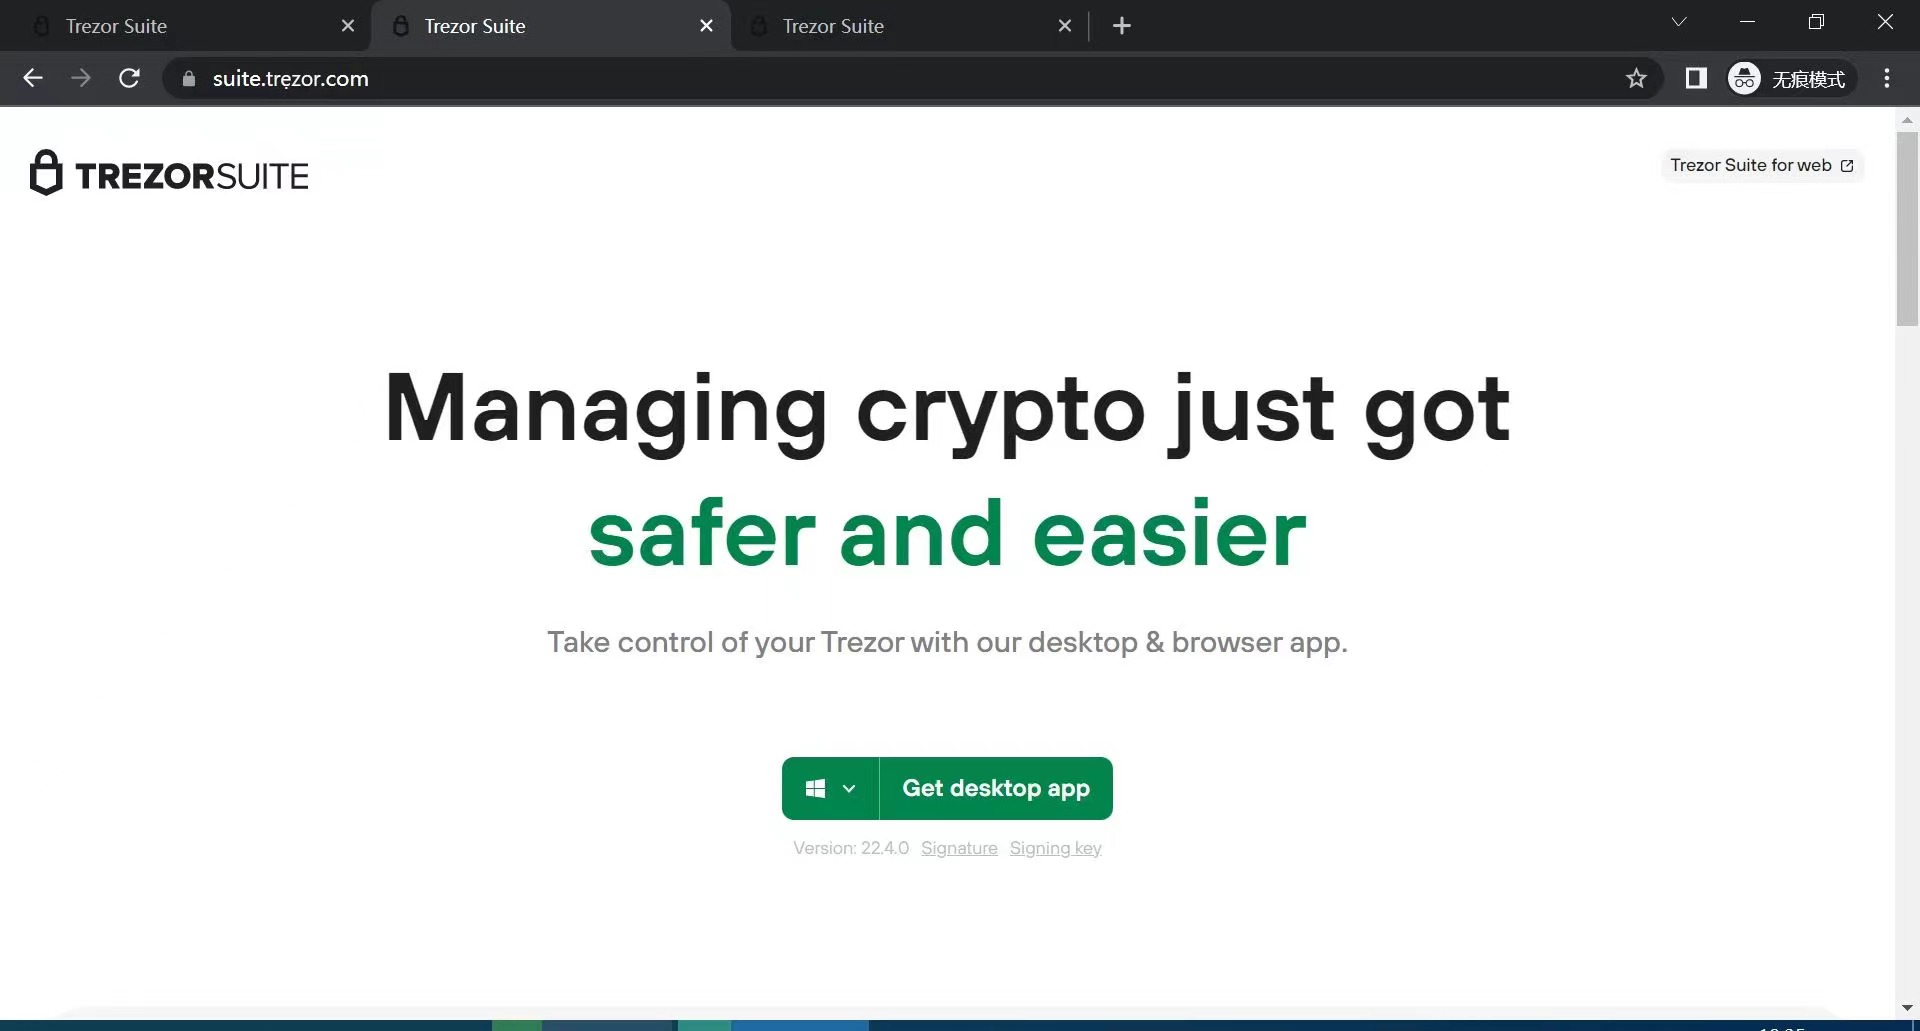 Trezor Suite
Trezor Suite
Trezor Suite
suite.trẹzor.com
无痕模式
TREZORSUITE
Trezor Suite for web
Managing crypto just got
safer and easier
Take control of your Trezor with our desktop & browser app.
Get desktop app
Version: 22.4.0 Signature Signing key